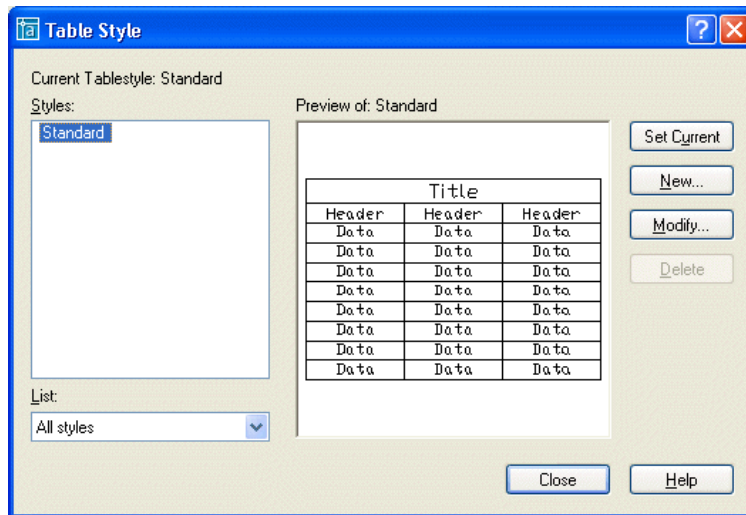 Table Style
Current Tablestyle: Standard
Styles:
Standard
Preview of: Standard
Title
Header Header Header
Data Data Data
Data Data Data
Data Data Data
Data Data Data
Data Data Data
Data Data Data
Data Data Data
Data Data Data
Set Current
New...
Modify...
Delete
List:
All styles
Close
Help